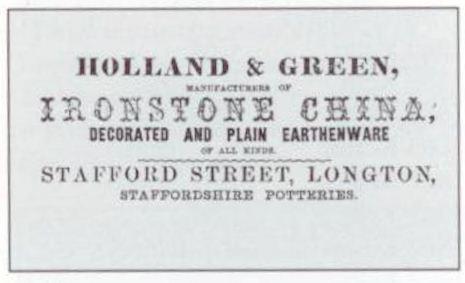 HOLLAND & GREEN,
MANUFACTURERS OF
IRONSTONE CHINA,
DECORATED AND PLAIN EARTHENWARE
OF ALL KINDS.
STAFFORD STREET, LONGTON,
STAFFORDSHIRE POTTERIES.